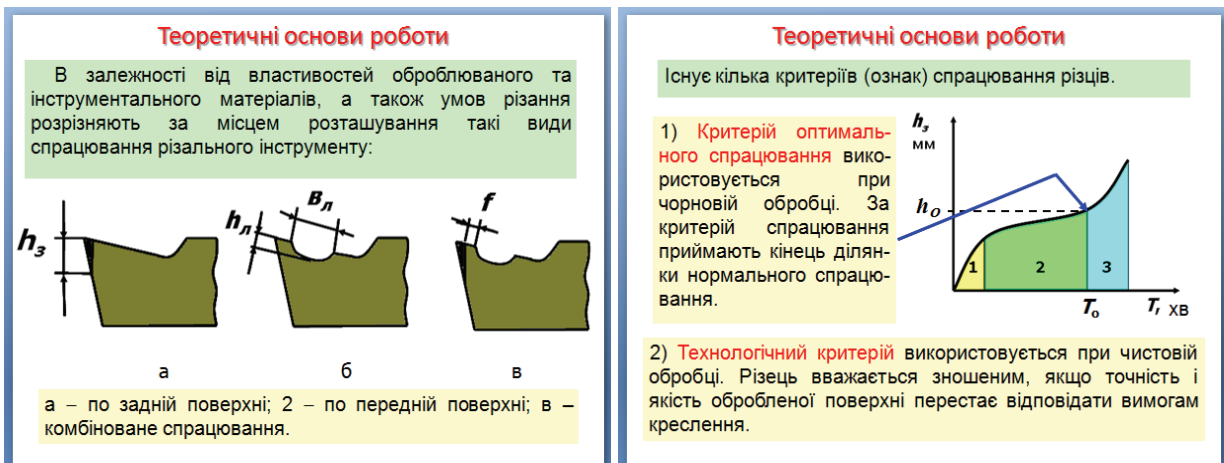 Теоретичні основи роботи
В залежності від властивостей оброблюваного та
інструментального матеріалів, а також умов різання
розрізняють за місцем розташування такі види
спрацювання різального інструменту:
hз
hл
вл
f
а
б
в
а – по задній поверхні; 2 – по передній поверхні; в –
комбіноване спрацювання.
Теоретичні основи роботи
Існує кілька критеріїв (ознак) спрацювання різців.
1) Критерій оптималь-
ного спрацювання вико-
ристовується при
чорновій обробці. За
критерій спрацювання
приймають кінець ділян-
ки нормального спрацю-
вання.
hз
мм
hо
1
2
3
То
Т, хв
2) Технологічний критерій використовується при чистовій
обробці. Різець вважається зношеним, якщо точність і
якість обробленої поверхні перестає відповідати вимогам
креслення.